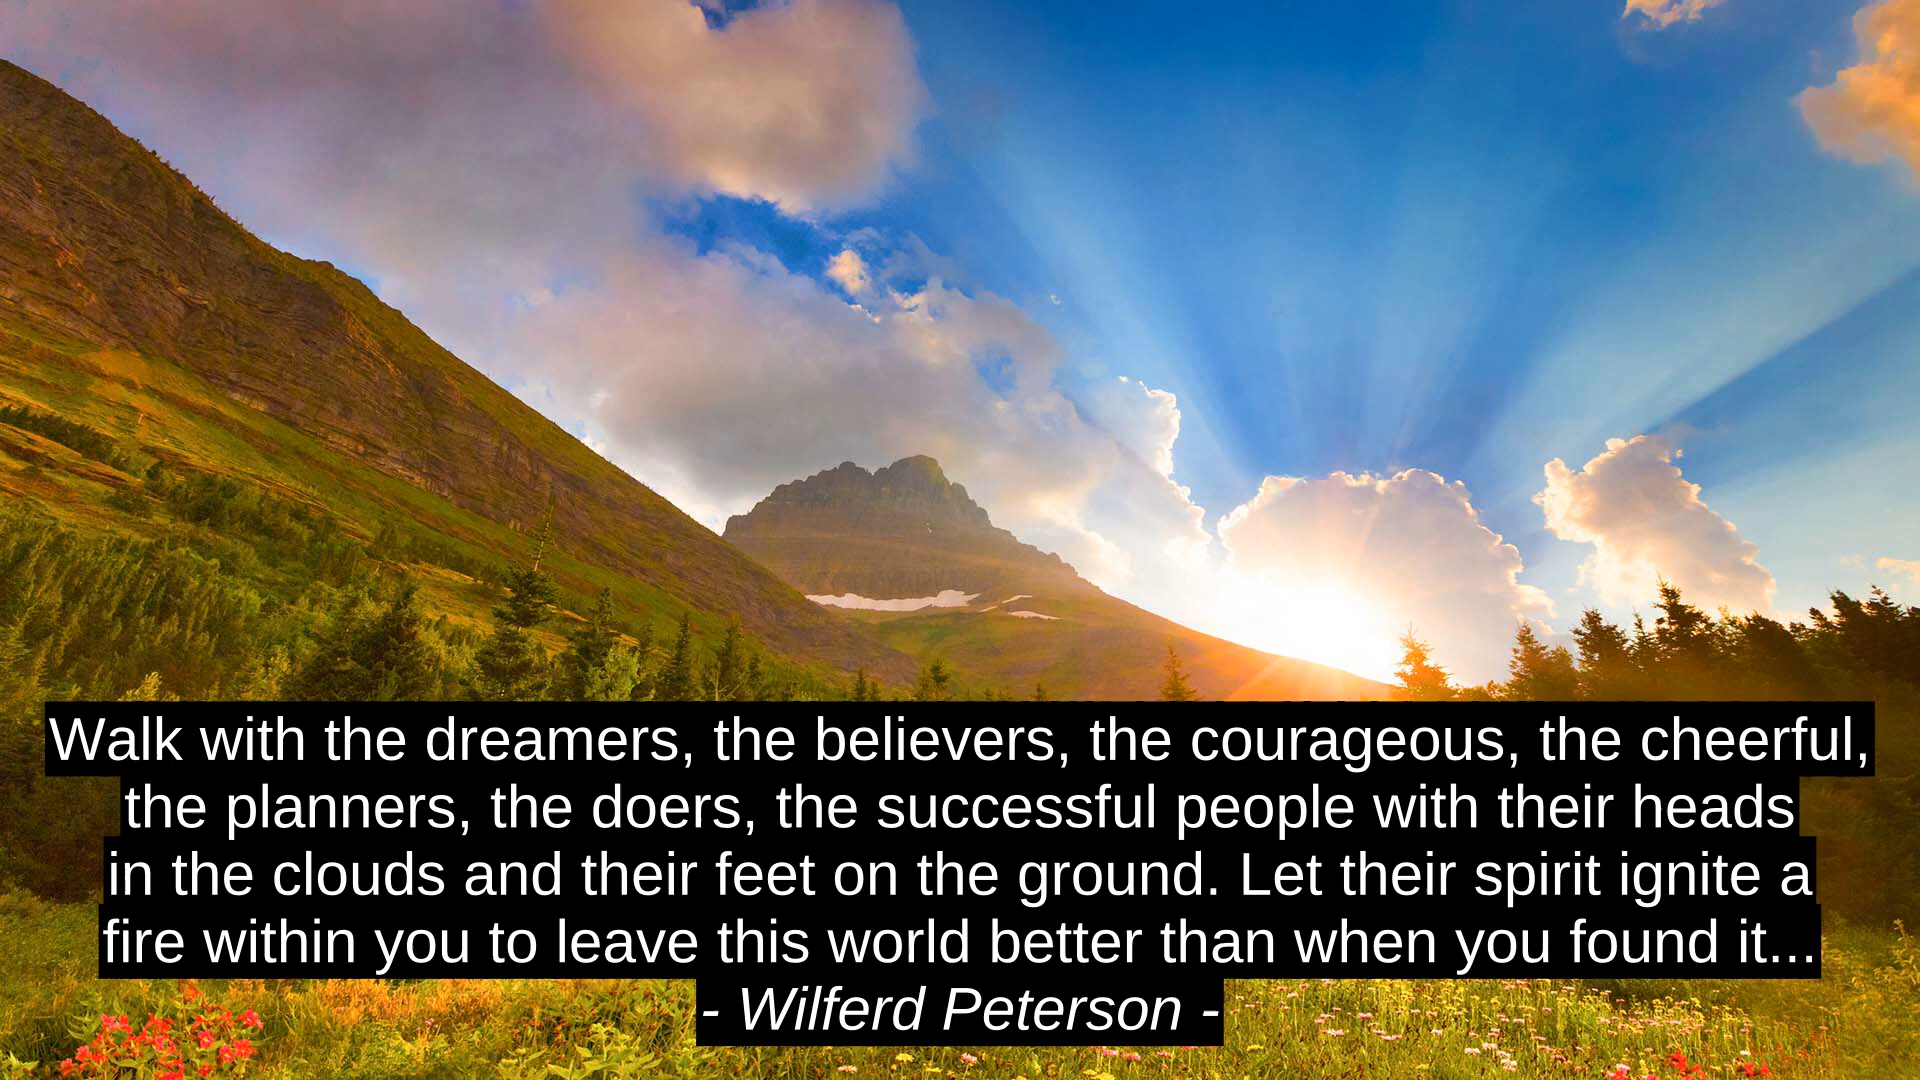 Walk with the dreamers, the believers, the courageous, the cheerful,
the planners, the doers, the successful people with their heads
in the clouds and their feet on the ground. Let their spirit ignite a
fire within you to leave this world better than when you found it...
- Wilferd Peterson -